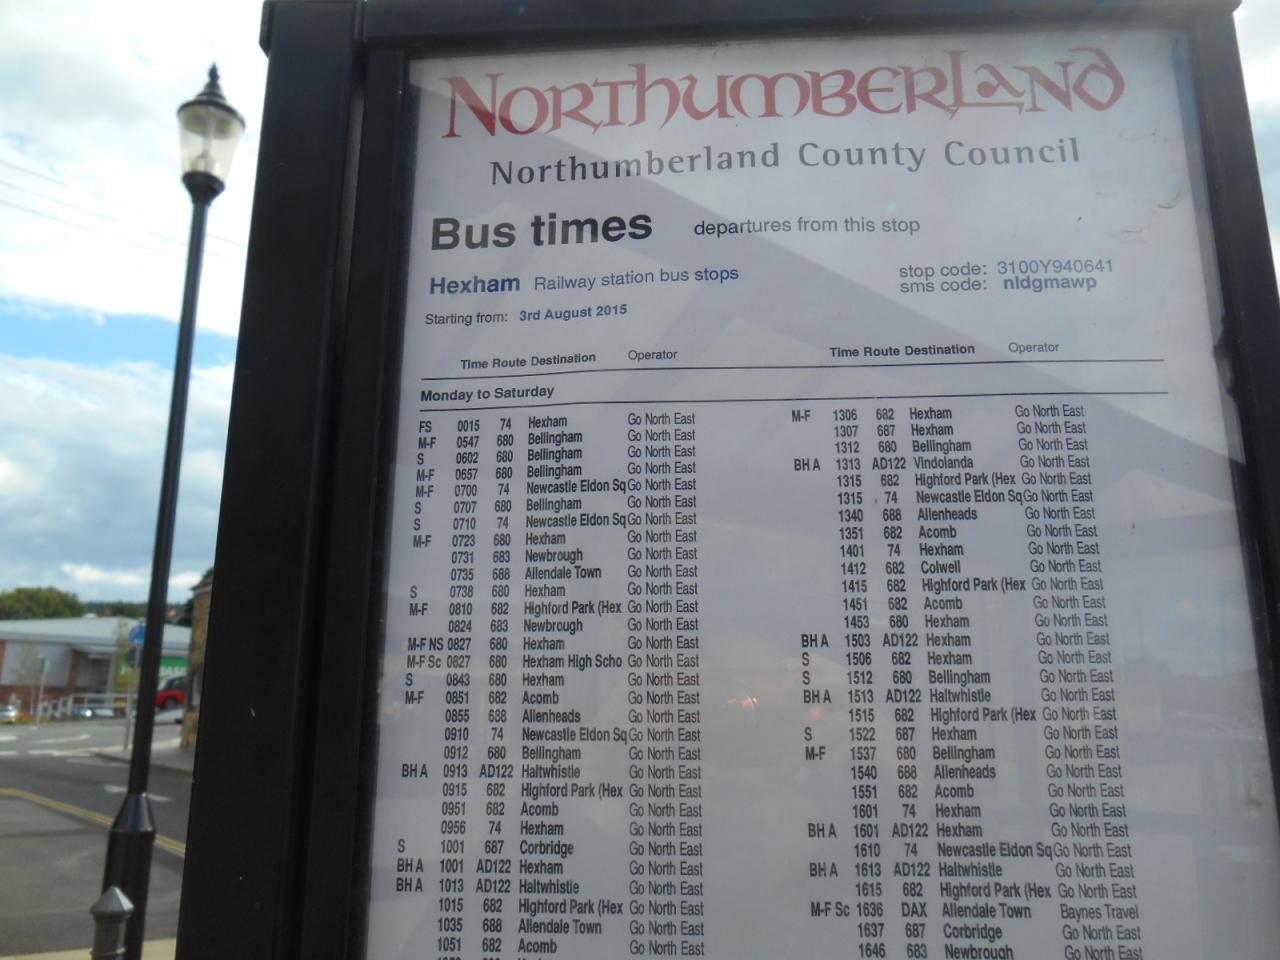 Northumberland
Northumberland County Council
Bus times departures from this stop
Hexham Railway station bus stops
stop code: 3100Y940641
sms code: nldgmawp
Starting from: 3rd August 2015
Time Route Destination Operator
Monday to Saturday
FS 0015 74 Hexham Go North East
M-F 0547 680 Bellingham Go North East
S 0602 680 Bellingham Go North East
M-F 0657 680 Bellingham Go North East
M-F 0700 74 Newcastle Eldon Sq Go North East
S 0707 680 Bellingham Go North East
S 0710 74 Newcastle Eldon Sq Go North East
M-F 0723 680 Hexham Go North East
0731 683 Newbrough Go North East
0735 688 Allendale Town Go North East
S 0738 680 Hexham Go North East
M-F 0810 682 Highford Park (Hex Go North East
0824 683 Newbrough Go North East
M-F NS 0827 680 Hexham Go North East
M-F Sc 0827 680 Hexham High Scho Go North East
S 0843 680 Hexham Go North East
M-F 0851 682 Acomb Go North East
0855 688 Allenheads Go North East
0910 74 Newcastle Eldon Sq Go North East
0912 680 Bellingham Go North East
BH A 0913 AD122 Haltwhistle Go North East
0915 682 Highford Park (Hex Go North East
0951 682 Acomb Go North East
0956 74 Hexham Go North East
S 1001 687 Corbridge Go North East
BH A 1001 AD122 Hexham Go North East
BH A 1013 AD122 Haltwhistle Go North East
1015 682 Highford Park (Hex Go North East
1035 688 Allendale Town Go North East
1051 682 Acomb Go North East
Time Route Destination Operator
M-F 1306 682 Hexham Go North East
1307 687 Hexham Go North East
1312 680 Bellingham Go North East
BH A 1313 AD122 Vindolanda Go North East
1315 682 Highford Park (Hex Go North East
1315 74 Newcastle Eldon Sq Go North East
1340 688 Allenheads Go North East
1351 682 Acomb Go North East
1401 74 Hexham Go North East
1412 682 Colwell Go North East
1415 682 Highford Park (Hex Go North East
1451 682 Acomb Go North East
1453 680 Hexham Go North East
BH A 1503 AD122 Hexham Go North East
S 1506 682 Hexham Go North East
S 1512 680 Bellingham Go North East
BH A 1513 AD122 Haltwhistle Go North East
1515 682 Highford Park (Hex Go North East
S 1522 687 Hexham Go North East
M-F 1537 680 Bellingham Go North East
1540 688 Allenheads Go North East
1551 682 Acomb Go North East
1601 74 Hexham Go North East
BH A 1601 AD122 Hexham Go North East
1610 74 Newcastle Eldon Sq Go North East
BH A 1613 AD122 Haltwhistle Go North East
1615 682 Highford Park (Hex Go North East
M-F Sc 1636 DAX Allendale Town Baynes Travel
1637 687 Corbridge Go North East
1646 683 Newbrough Go North East